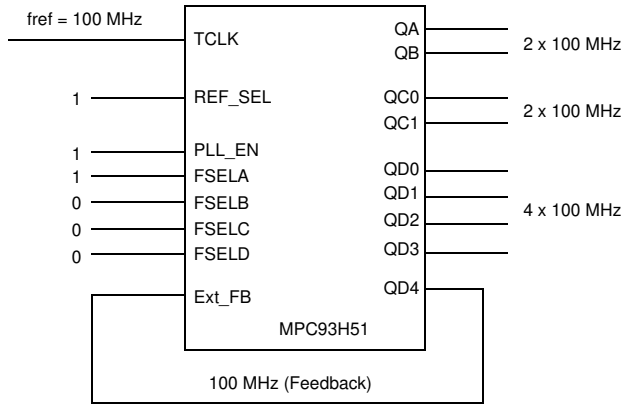 fref = 100 MHz
TCLK
QA
QB
2 x 100 MHz
1
REF_SEL
QC0
QC1
2 x 100 MHz
1
PLL_EN
1
FSELA
0
FSELB
0
FSELC
0
FSELD
QD0
QD1
QD2
QD3
4 x 100 MHz
Ext_FB
QD4
MPC93H51
100 MHz (Feedback)